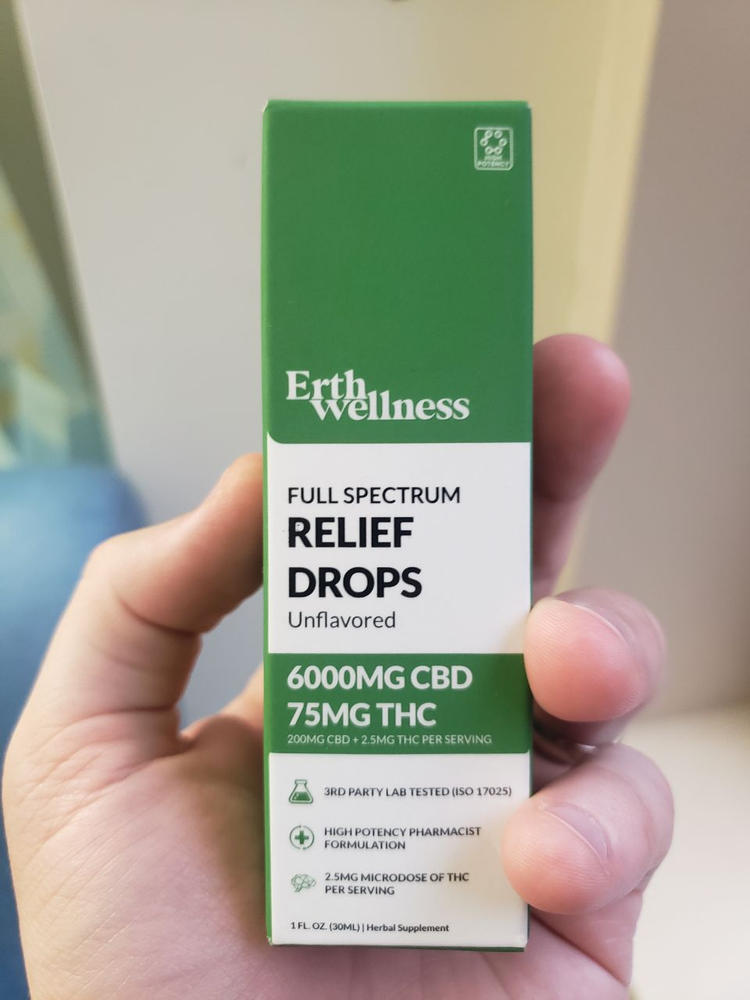 HIGH
POTENCY
Erth
wellness
FULL SPECTRUM
RELIEF
DROPS
Unflavored
6000MG CBD
75MG THC
200MG CBD + 2.5MG THC PER SERVING
3RD PARTY LAB TESTED (ISO 17025)
HIGH POTENCY PHARMACIST
FORMULATION
2.5MG MICRODOSE OF THC
PER SERVING
1 FL. OZ. (30ML) | Herbal Supplement